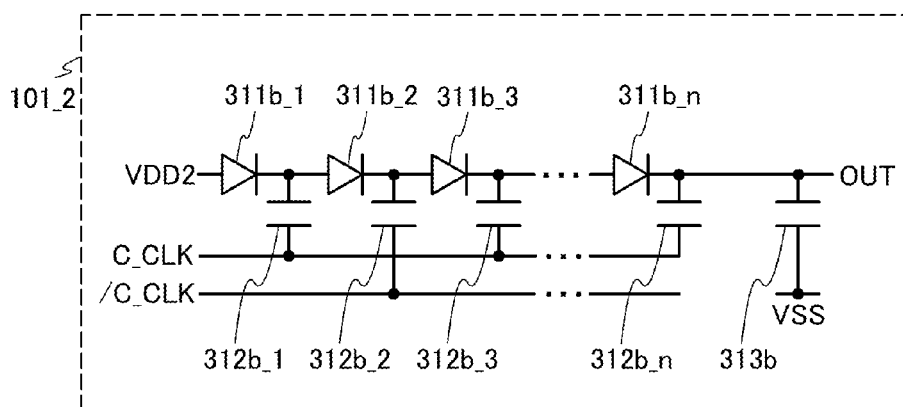 101_2
311b_1 311b_2 311b_3 311b_n
VDD2 ... OUT
C_CLK ...
/C_CLK ...
VSS
312b_1 312b_2 312b_3 312b_n 313b